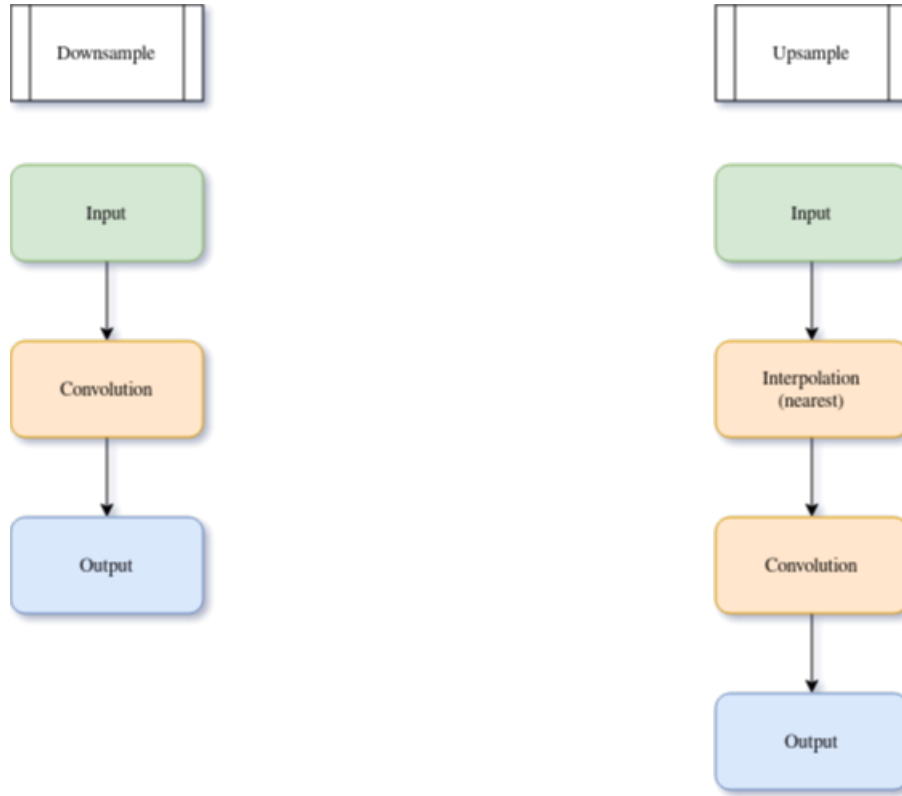 Downsample
Input
Convolution
Output
Upsample
Input
Interpolation
(nearest)
Convolution
Output